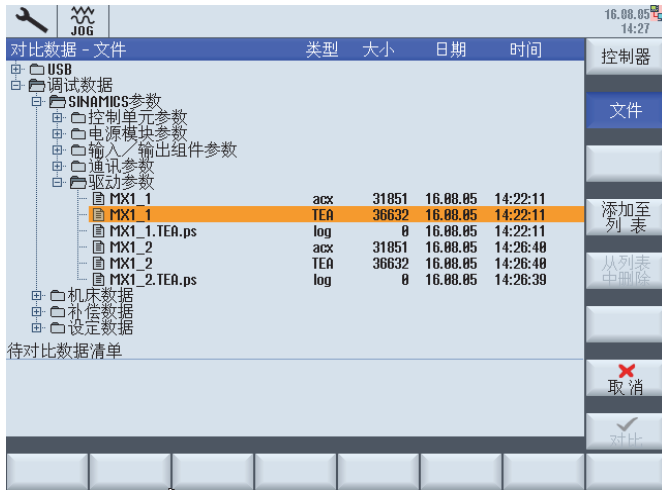 JOG
16.08.05
14:27
对比数据 - 文件 类型 大小 日期 时间
USB
调试数据
SINAMICS参数
控制单元参数
电源模块参数
输入／输出组件参数
通讯参数
驱动参数
MX1_1 acx 31851 16.08.05 14:22:11
MX1_1 TEA 36632 16.08.05 14:22:11
MX1_1.TEA.ps log 0 16.08.05 14:22:11
MX1_2 acx 31851 16.08.05 14:26:40
MX1_2 TEA 36632 16.08.05 14:26:40
MX1_2.TEA.ps log 0 16.08.05 14:26:39
机床数据
补偿数据
设定数据
待对比数据清单
控制器
文件
添加至
列 表
从列表
中删除
取 消
对比